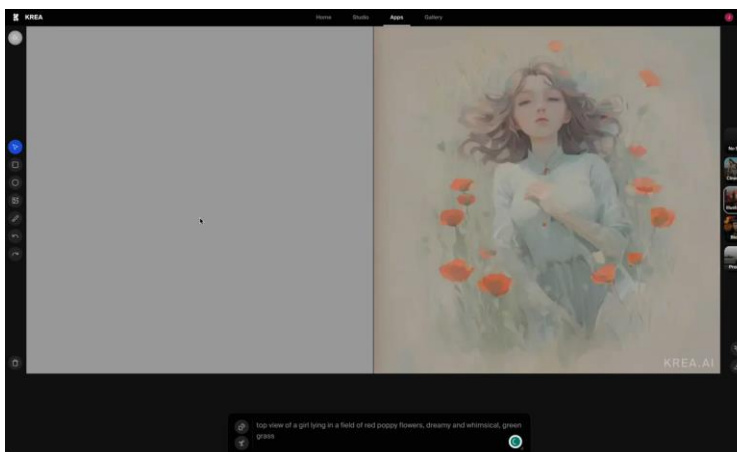 KREA
Home Studio Apps Gallery
KREA.AI
top view of a girl lying in a field of red poppy flowers, dreamy and whimsical, green
grass